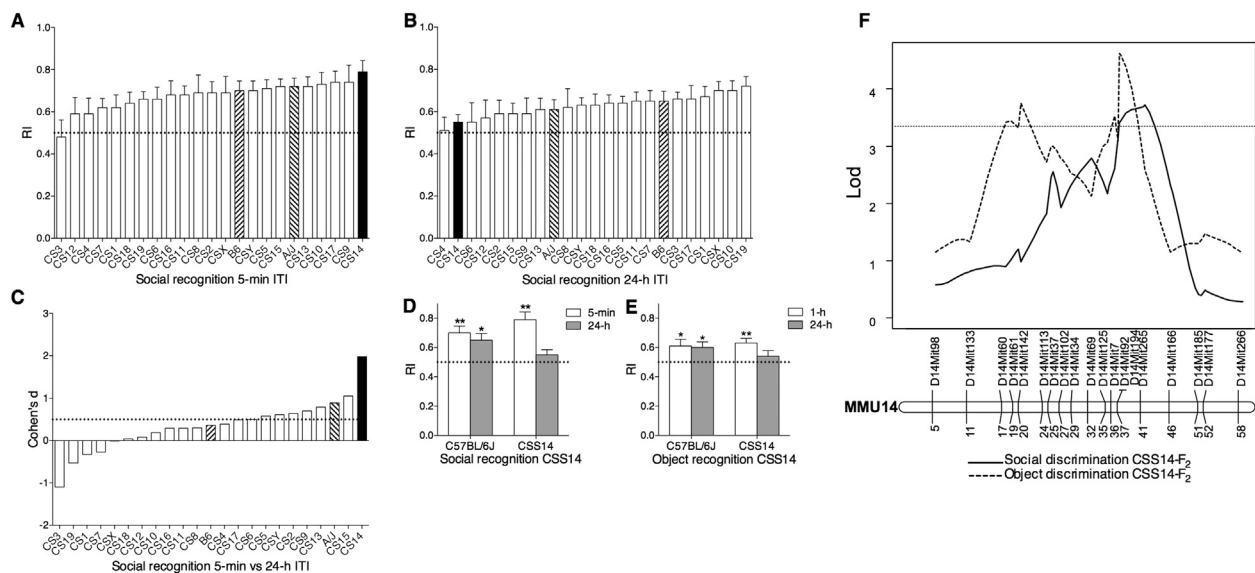 A
1.0
0.8
0.6
0.4
0.2
0.0
RI
CS3 CS12 CS4 CS7 CS1 CS18 CS19 CS6 CS16 CS11 CS8 CS2 CSX B6 CSY CS5 CS15 A/J CS13 CS10 CS17 CS9 CS14
Social recognition 5-min ITI
B
1.0
0.8
0.6
0.4
0.2
0.0
RI
CS4 CS14 CS6 CS12 CS2 CS15 CS9 CS13 A/J CS8 CSY CS18 CS16 CS5 CS11 CS7 B6 CS3 CS17 CS1 CSX CS10 CS19
Social recognition 24-h ITI
C
3
2
1
0
-1
-2
Cohen's d
CS3 CS19 CS1 CS7 CSX CS18 CS12 CS10 CS16 CS11 CS8 B6 CS4 CS17 CS6 CS5 CSY CS2 CS9 CS13 A/J CS15 CS14
Social recognition 5-min vs 24-h ITI
D
0.8
0.6
0.4
0.2
0.0
RI
** * **
5-min
24-h
C57BL/6J CSS14
Social recognition CSS14
E
0.8
0.6
0.4
0.2
0.0
RI
* * **
1-h
24-h
C57BL/6J CSS14
Object recognition CSS14
F
4
3
2
1
0
Lod
D14Mit98 D14Mit133 D14Mit60 D14Mit61 D14Mit142 D14Mit113 D14Mit37 D14Mit102 D14Mit34 D14Mit69 D14Mit125 D14Mit7 D14Mit92 D14Mit194 D14Mit265 D14Mit166 D14Mit185 D14Mit177 D14Mit266
MMU14
5 11 17 19 20 24 25 27 29 32 35 36 37 41 46 51 52 58
Social discrimination CSS14-F₂
Object discrimination CSS14-F₂